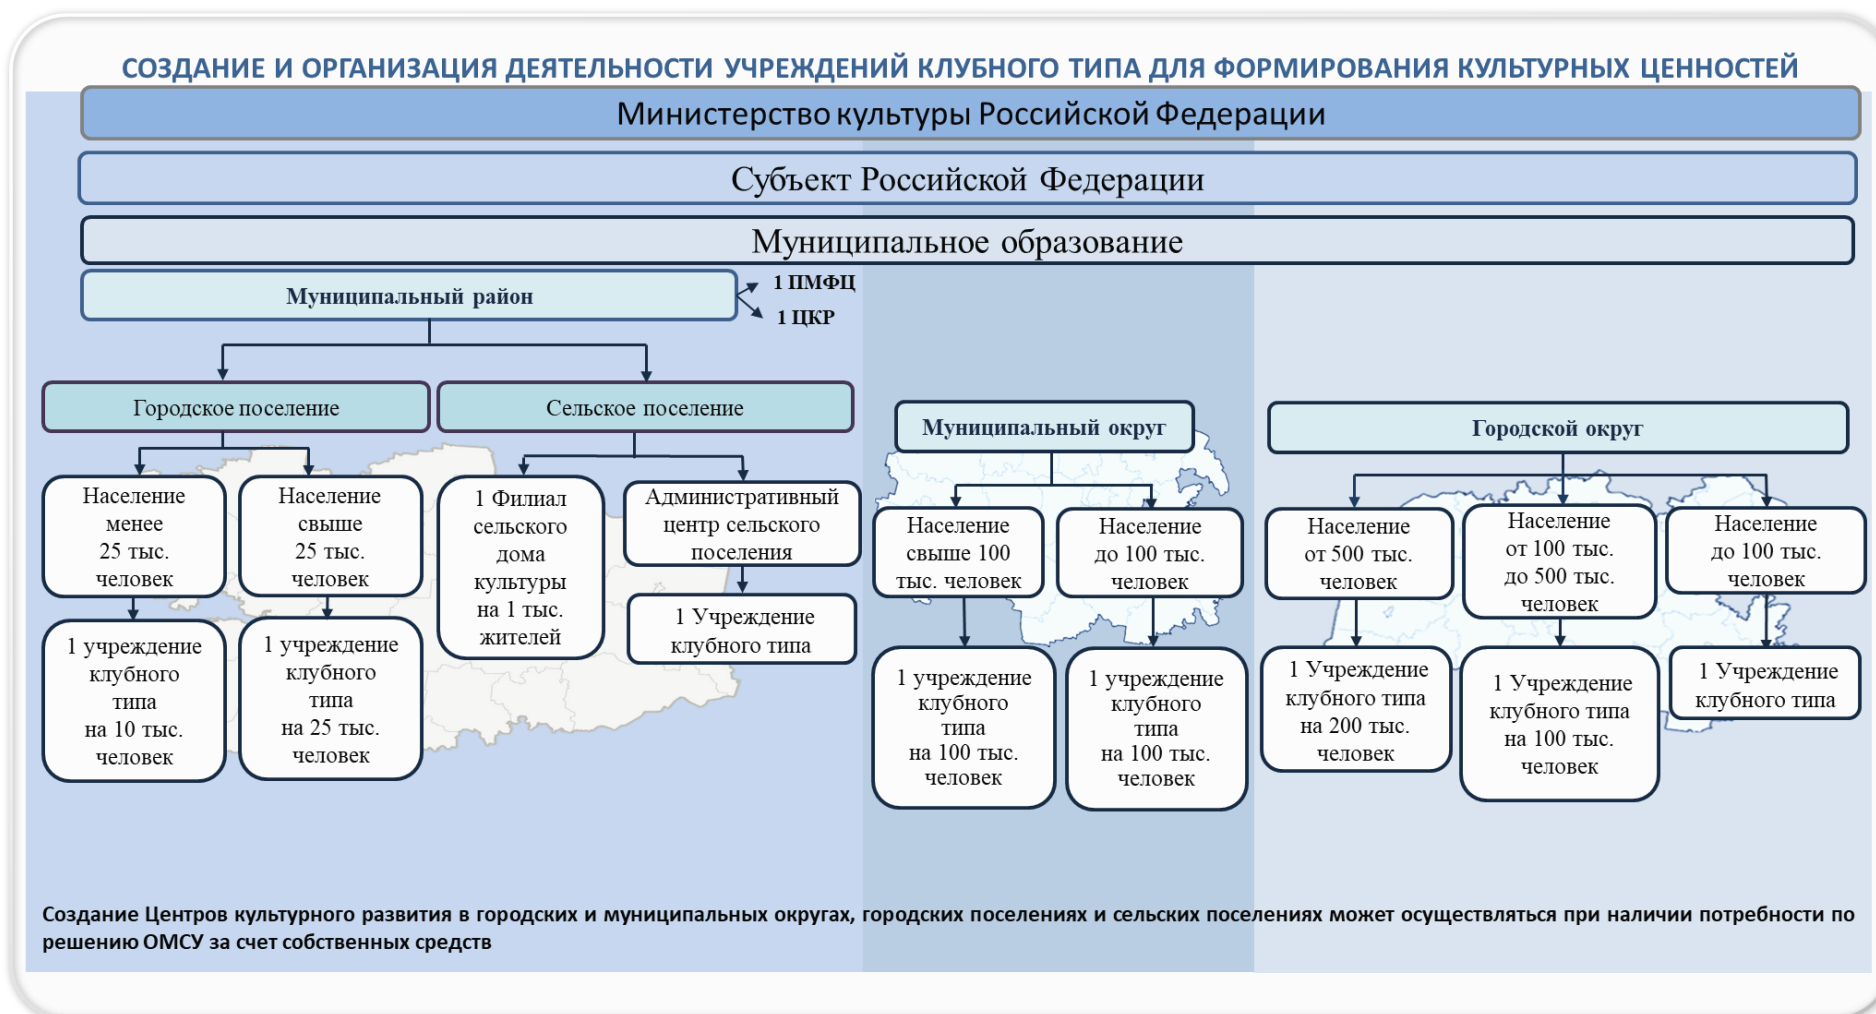 СОЗДАНИЕ И ОРГАНИЗАЦИЯ ДЕЯТЕЛЬНОСТИ УЧРЕЖДЕНИЙ КЛУБНОГО ТИПА ДЛЯ ФОРМИРОВАНИЯ КУЛЬТУРНЫХ ЦЕННОСТЕЙ
Министерство культуры Российской Федерации
Субъект Российской Федерации
Муниципальное образование
Муниципальный район
1 ПМФЦ
1 ЦКР
Городское поселение
Сельское поселение
Муниципальный округ
Городской округ
Население
менее
25 тыс.
человек
Население
свыше
25 тыс.
человек
1 Филиал
сельского
дома
культуры
на 1 тыс.
жителей
Административный
центр сельского
поселения
Население
свыше 100
тыс. человек
Население
до 100 тыс.
человек
Население
от 500 тыс.
человек
Население
от 100 тыс.
до 500 тыс.
человек
Население
до 100 тыс.
человек
1 учреждение
клубного
типа
на 10 тыс.
человек
1 учреждение
клубного
типа
на 25 тыс.
человек
1 Учреждение
клубного типа
1 учреждение
клубного
типа
на 100 тыс.
человек
1 учреждение
клубного
типа
на 100 тыс.
человек
1 Учреждение
клубного типа
на 200 тыс.
человек
1 Учреждение
клубного типа
на 100 тыс.
человек
1 Учреждение
клубного типа
Создание Центров культурного развития в городских и муниципальных округах, городских поселениях и сельских поселениях может осуществляться при наличии потребности по
решению ОМСУ за счет собственных средств